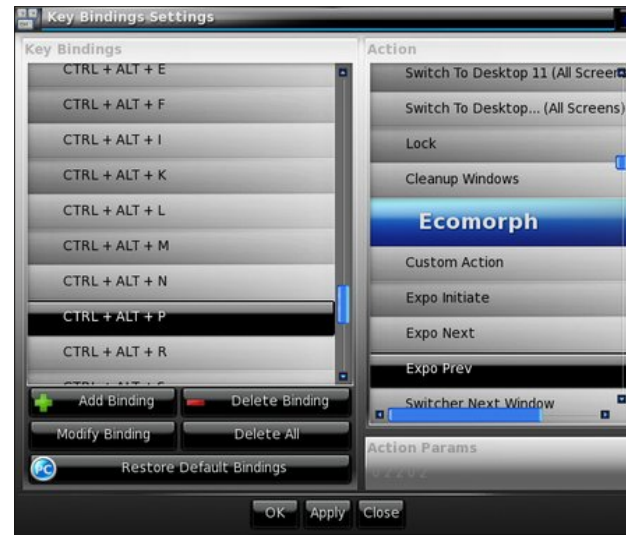 Key Bindings Settings
Key Bindings
CTRL + ALT + E
CTRL + ALT + F
CTRL + ALT + I
CTRL + ALT + K
CTRL + ALT + L
CTRL + ALT + M
CTRL + ALT + N
CTRL + ALT + P
CTRL + ALT + R
CTRL + ALT + S
Add Binding
Delete Binding
Modify Binding
Delete All
PC
Restore Default Bindings
Action
Switch To Desktop 11 (All Screen
Switch To Desktop... (All Screens)
Lock
Cleanup Windows
Ecomorph
Custom Action
Expo Initiate
Expo Next
Expo Prev
Switcher Next Window
Action Params
OK
Apply
Close